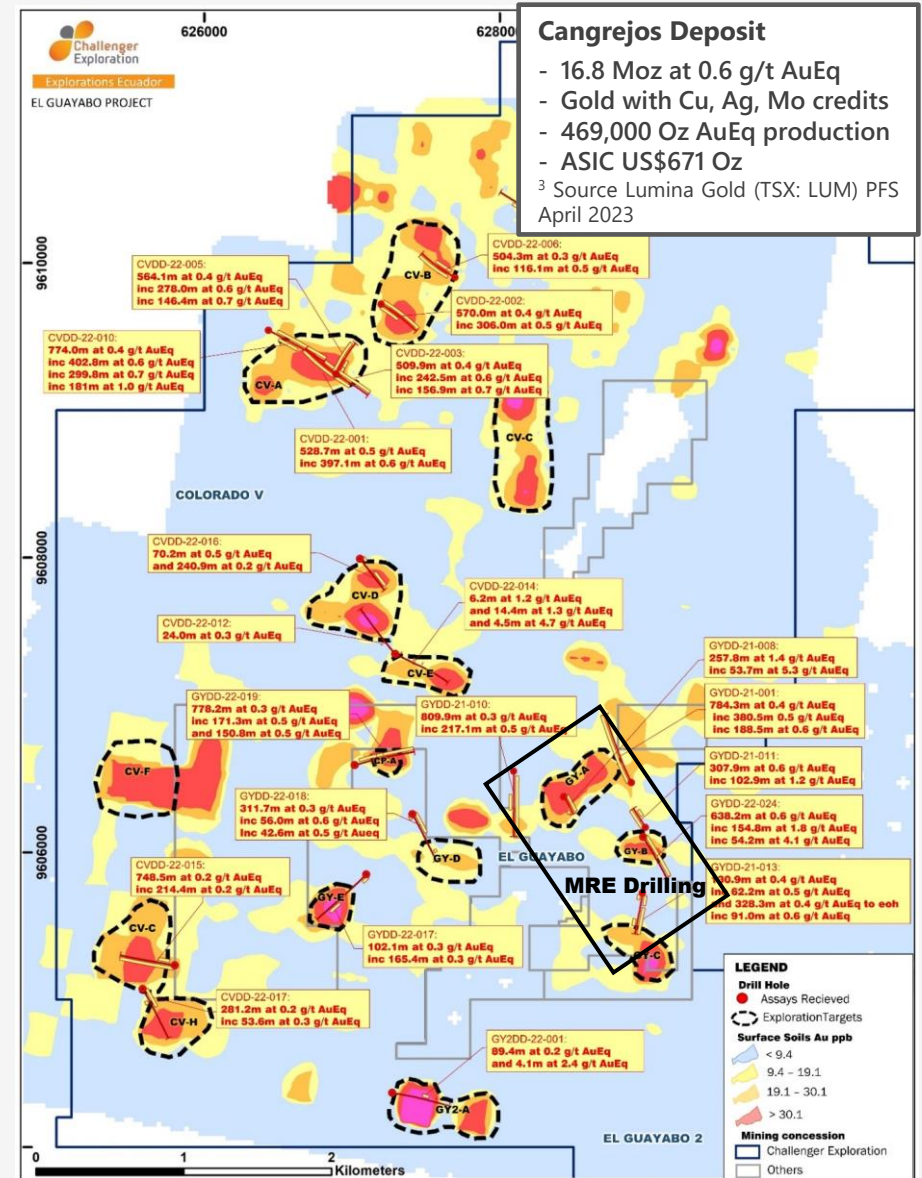 Challenger
Exploration
Explorations Ecuador
EL GUAYABO PROJECT
626000
628000
Cangrejos Deposit
- 16.8 Moz at 0.6 g/t AuEq
- Gold with Cu, Ag, Mo credits
- 469,000 Oz AuEq production
- ASIC US$671 Oz
3 Source Lumina Gold (TSX: LUM) PFS
April 2023
9610000
9608000
9606000
CVDD-22-006:
504.3m at 0.3 g/t AuEq
inc 116.1m at 0.5 g/t AuEq
CVDD-22-005:
564.1m at 0.4 g/t AuEq
inc 278.0m at 0.6 g/t AuEq
inc 146.4m at 0.7 g/t AuEq
CV-B
CVDD-22-002:
570.0m at 0.4 g/t AuEq
inc 306.0m at 0.5 g/t AuEq
CVDD-22-010:
774.0m at 0.4 g/t AuEq
inc 402.8m at 0.6 g/t AuEq
inc 299.8m at 0.7 g/t AuEq
inc 181m at 1.0 g/t AuEq
CVDD-22-003:
509.9m at 0.4 g/t AuEq
inc 242.5m at 0.6 g/t AuEq
inc 156.9m at 0.7 g/t AuEq
CV-A
CVDD-22-001:
528.7m at 0.5 g/t AuEq
inc 397.1m at 0.6 g/t AuEq
CV-C
COLORADO V
CVDD-22-016:
70.2m at 0.5 g/t AuEq
and 240.9m at 0.2 g/t AuEq
CV-D
CVDD-22-014:
6.2m at 1.2 g/t AuEq
and 14.4m at 1.3 g/t AuEq
and 4.5m at 4.7 g/t AuEq
CVDD-22-012:
24.0m at 0.3 g/t AuEq
CV-E
GYDD-21-008:
257.8m at 1.4 g/t AuEq
inc 53.7m at 5.3 g/t AuEq
GYDD-22-019:
778.2m at 0.3 g/t AuEq
inc 171.3m at 0.5 g/t AuEq
and 150.8m at 0.5 g/t AuEq
GYDD-21-010:
809.9m at 0.3 g/t AuEq
inc 217.1m at 0.5 g/t AuEq
GYDD-21-001:
784.3m at 0.4 g/t AuEq
inc 380.5m 0.5 g/t AuEq
inc 188.5m at 0.6 g/t AuEq
CV-F
CP-A
GY-A
GYDD-21-011:
307.9m at 0.6 g/t AuEq
inc 102.9m at 1.2 g/t AuEq
GYDD-22-018:
311.7m at 0.3 g/t AuEq
inc 56.0m at 0.6 g/t AuEq
inc 42.6m at 0.5 g/t Aueq
GYDD-22-024:
638.2m at 0.6 g/t AuEq
inc 154.8m at 1.8 g/t AuEq
inc 54.2m at 4.1 g/t AuEq
GY-D
EL GUAYABO
GY-B
CVDD-22-015:
748.5m at 0.2 g/t AuEq
inc 214.4m at 0.2 g/t AuEq
MRE Drilling
GYDD-21-013:
30.9m at 0.4 g/t AuEq
62.2m at 0.5 g/t AuEq
and 328.3m at 0.4 g/t AuEq to eoh
inc 91.0m at 0.6 g/t AuEq
GY-E
CV-C
GYDD-22-017:
102.1m at 0.3 g/t AuEq
inc 165.4m at 0.3 g/t AuEq
GY-C
CVDD-22-017:
281.2m at 0.2 g/t AuEq
inc 53.6m at 0.3 g/t AuEq
CV-H
GY2DD-22-001:
89.4m at 0.2 g/t AuEq
and 4.1m at 2.4 g/t AuEq
GY2-A
EL GUAYABO 2
LEGEND
Drill Hole
Assays Recieved
ExplorationTargets
Surface Soils Au ppb
< 9.4
9.4 – 19.1
19.1 – 30.1
> 30.1
Mining concession
Challenger Exploration
Others
0 1 2
Kilometers